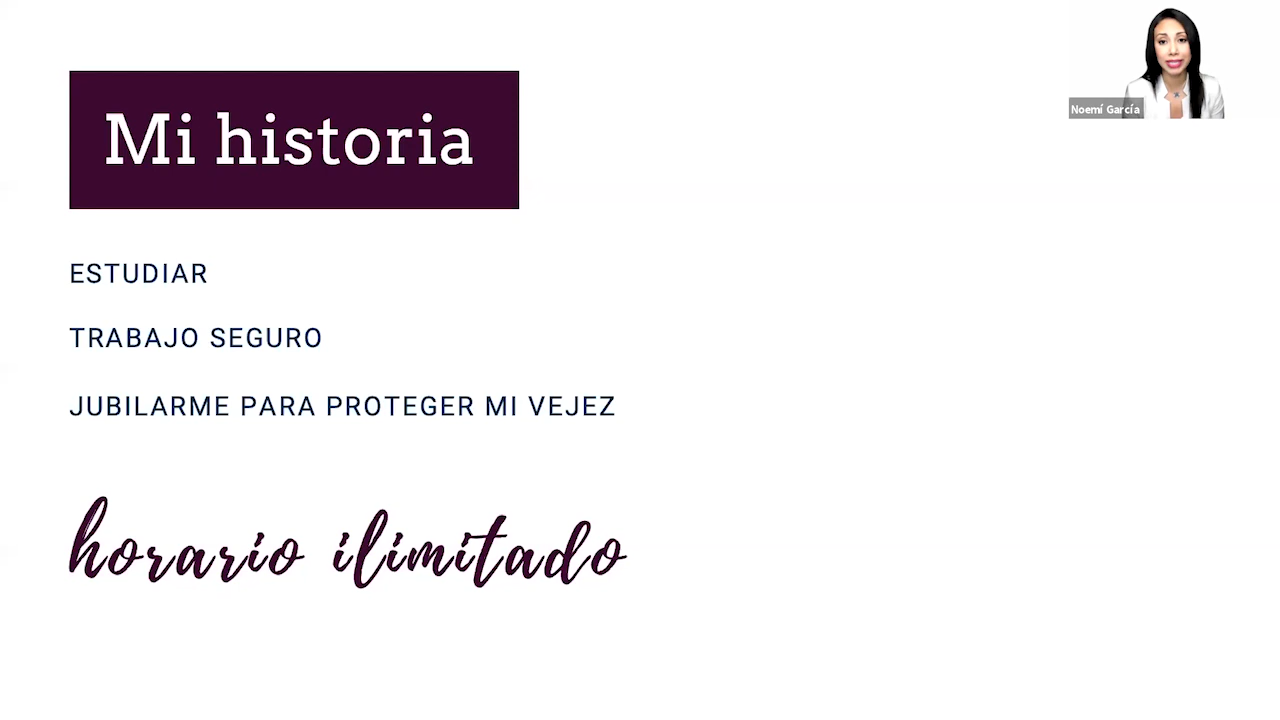 Mi historia
Noemí García
ESTUDIAR
TRABAJO SEGURO
JUBILARME PARA PROTEGER MI VEJEZ
horario ilimitado